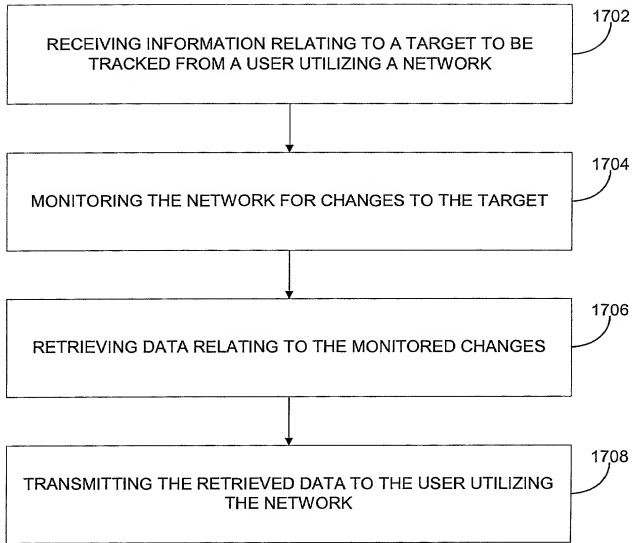 1702
RECEIVING INFORMATION RELATING TO A TARGET TO BE
TRACKED FROM A USER UTILIZING A NETWORK
1704
MONITORING THE NETWORK FOR CHANGES TO THE TARGET
1706
RETRIEVING DATA RELATING TO THE MONITORED CHANGES
1708
TRANSMITTING THE RETRIEVED DATA TO THE USER UTILIZING
THE NETWORK